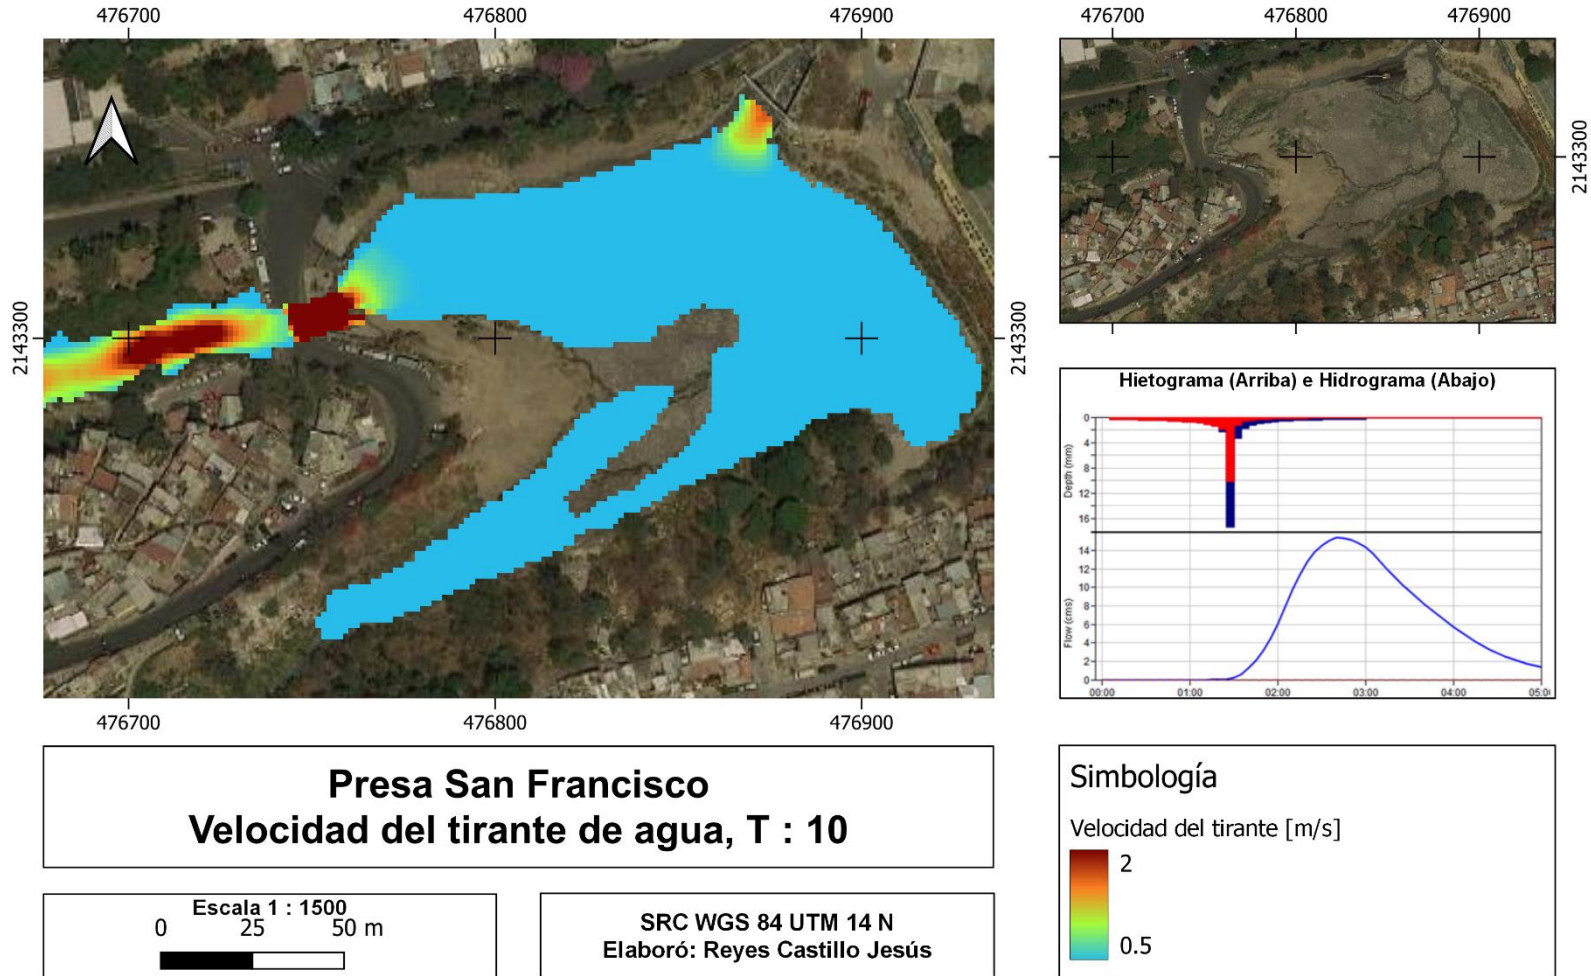 476700 476800 476900
476700 476800 476900
2143300
2143300
2143300
476700 476800 476900
Hietograma (Arriba) e Hidrograma (Abajo)
0
4
8
12
16
Depth (mm)
14
12
10
8
6
4
2
0
Flow (cms)
00:00 01:00 02:00 03:00 04:00 05:0
Presa San Francisco
Velocidad del tirante de agua, T : 10
Simbología
Velocidad del tirante [m/s]
2
0.5
Escala 1 : 1500
0 25 50 m
SRC WGS 84 UTM 14 N
Elaboró: Reyes Castillo Jesús